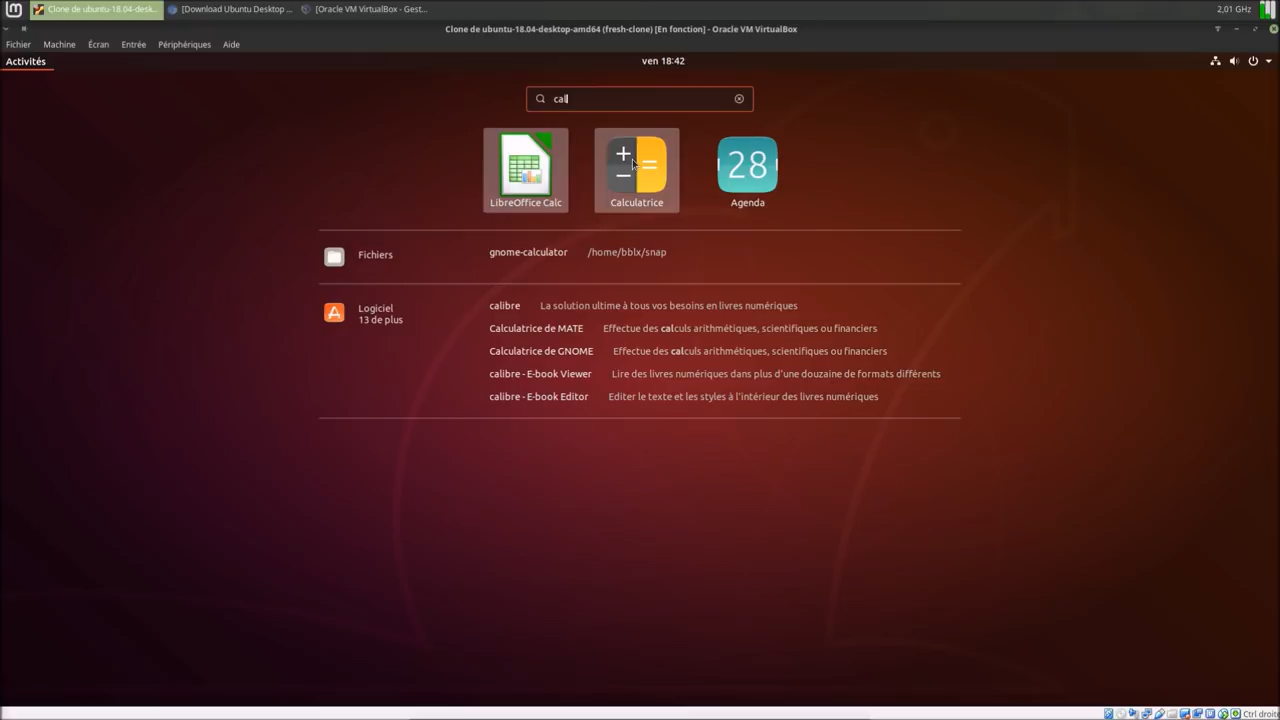 Clone de ubuntu-18.04-desk... [Download Ubuntu Desktop ... [Oracle VM VirtualBox - Gest... 2,01 GHz
Clone de ubuntu-18.04-desktop-amd64 (fresh-clone) [En fonction] - Oracle VM VirtualBox
Fichier Machine Écran Entrée Périphériques Aide
Activités ven 18:42
cal
28
LibreOffice Calc Calculatrice Agenda
Fichiers gnome-calculator /home/bblx/snap
Logiciel
13 de plus
calibre La solution ultime à tous vos besoins en livres numériques
Calculatrice de MATE Effectue des calculs arithmétiques, scientifiques ou financiers
Calculatrice de GNOME Effectue des calculs arithmétiques, scientifiques ou financiers
calibre - E-book Viewer Lire des livres numériques dans plus d'une douzaine de formats différents
calibre - E-book Editor Editer le texte et les styles à l'intérieur des livres numériques
Ctrl droite